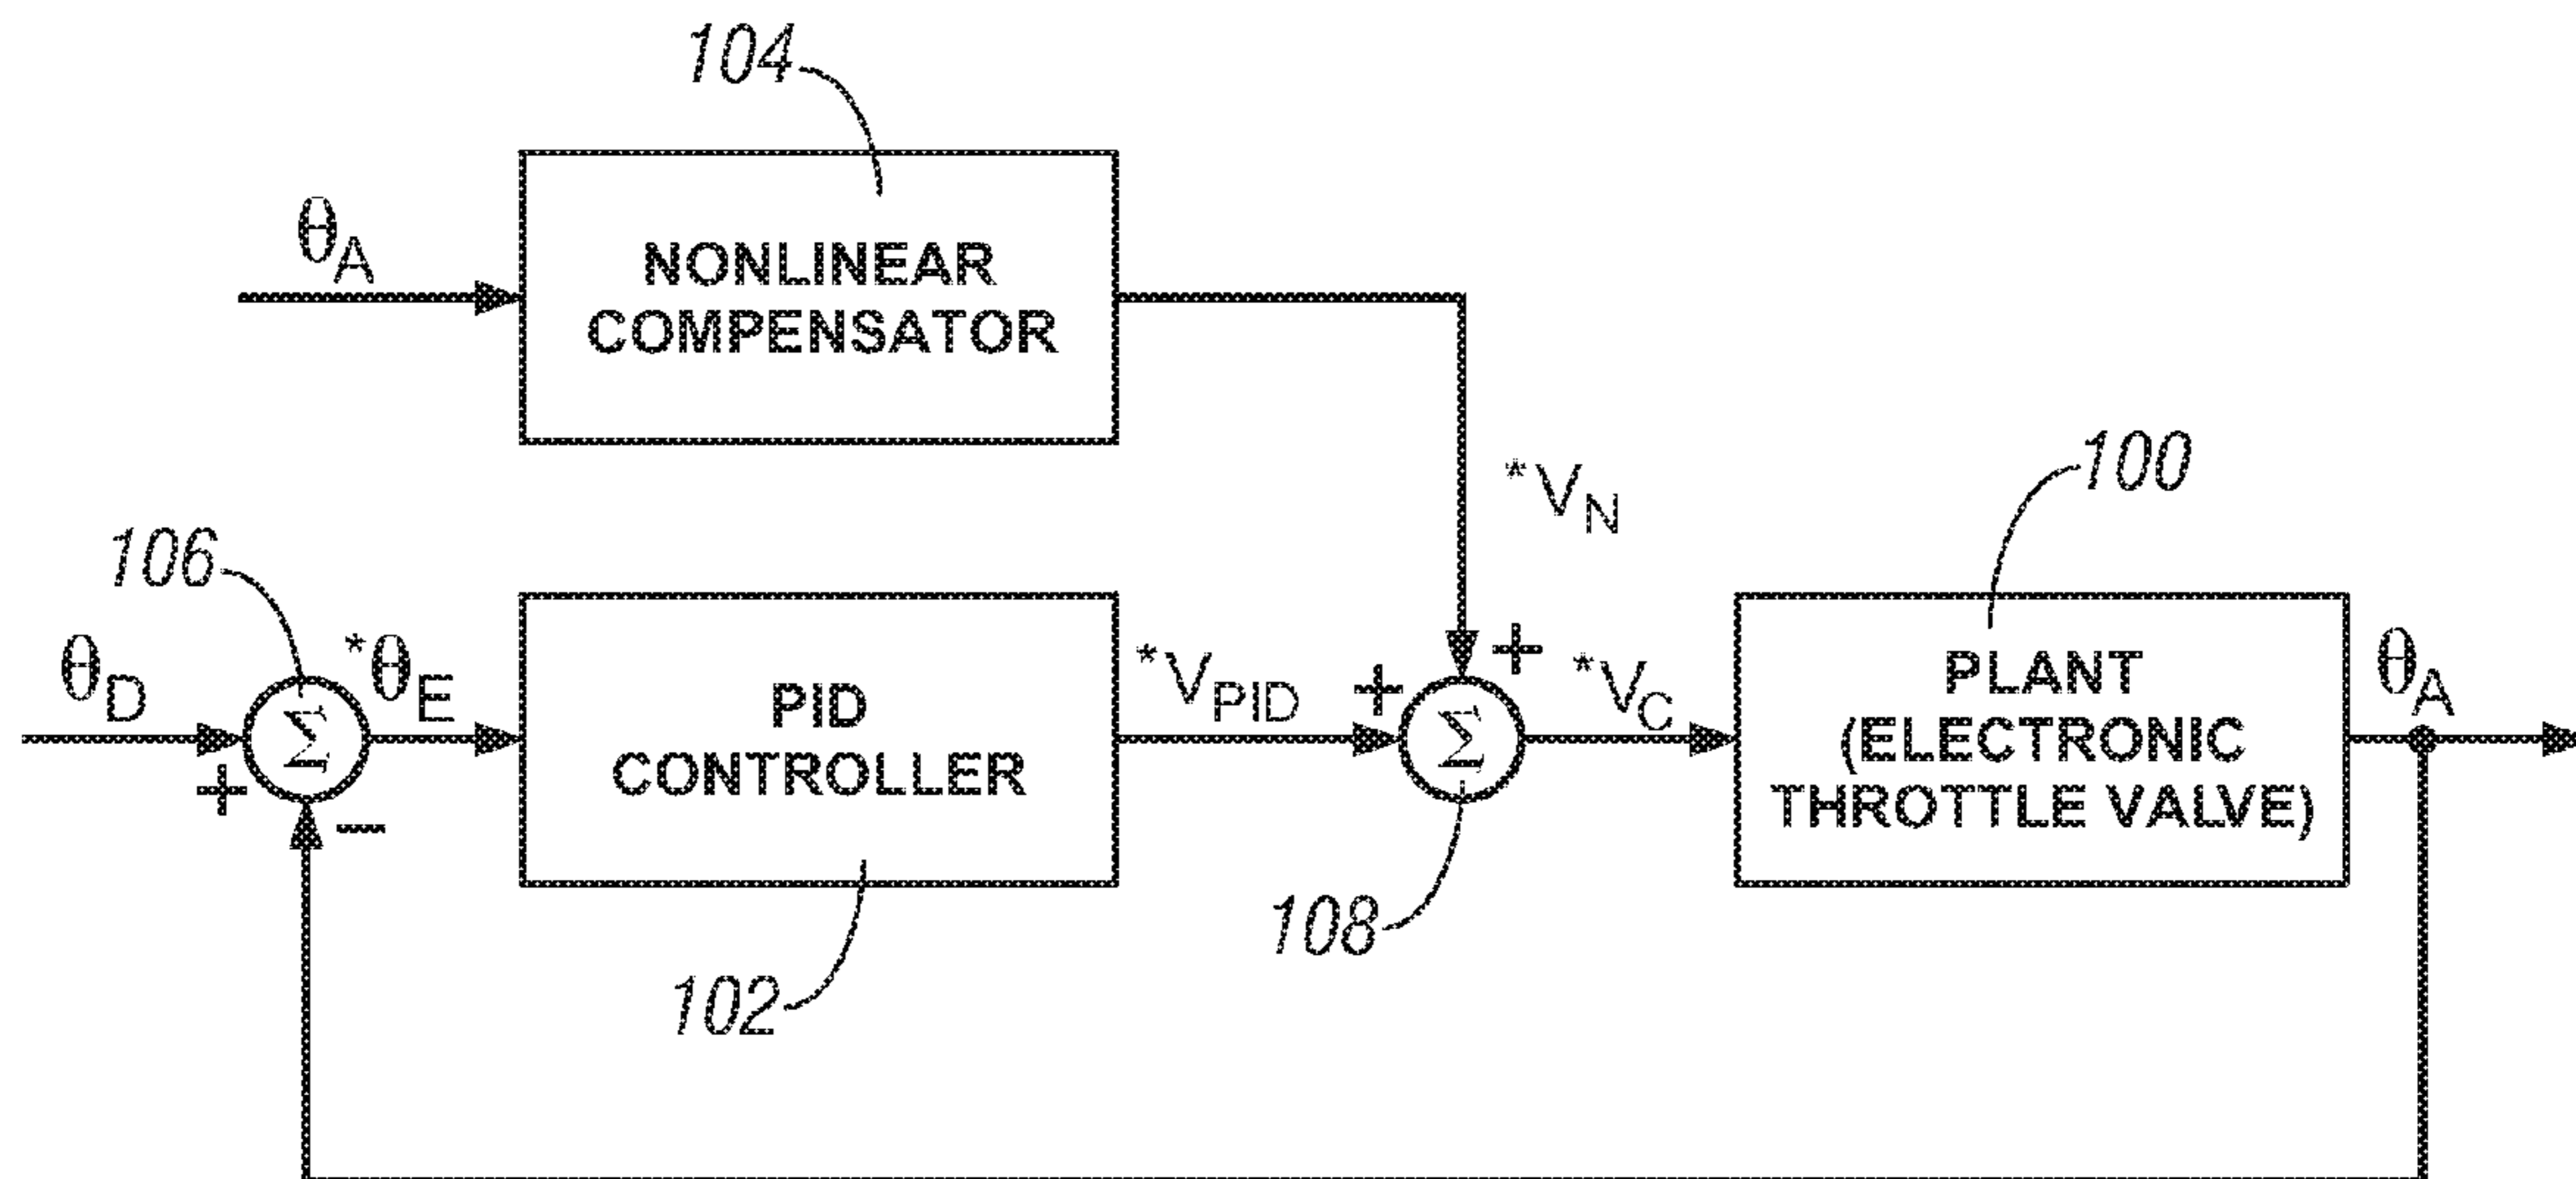 104
θA
NONLINEAR
COMPENSATOR
*VN
100
106
θD
*θE
+
−
Σ
PID
CONTROLLER
102
*VPID
+
+
Σ
108
*VC
PLANT
(ELECTRONIC
THROTTLE VALVE)
θA